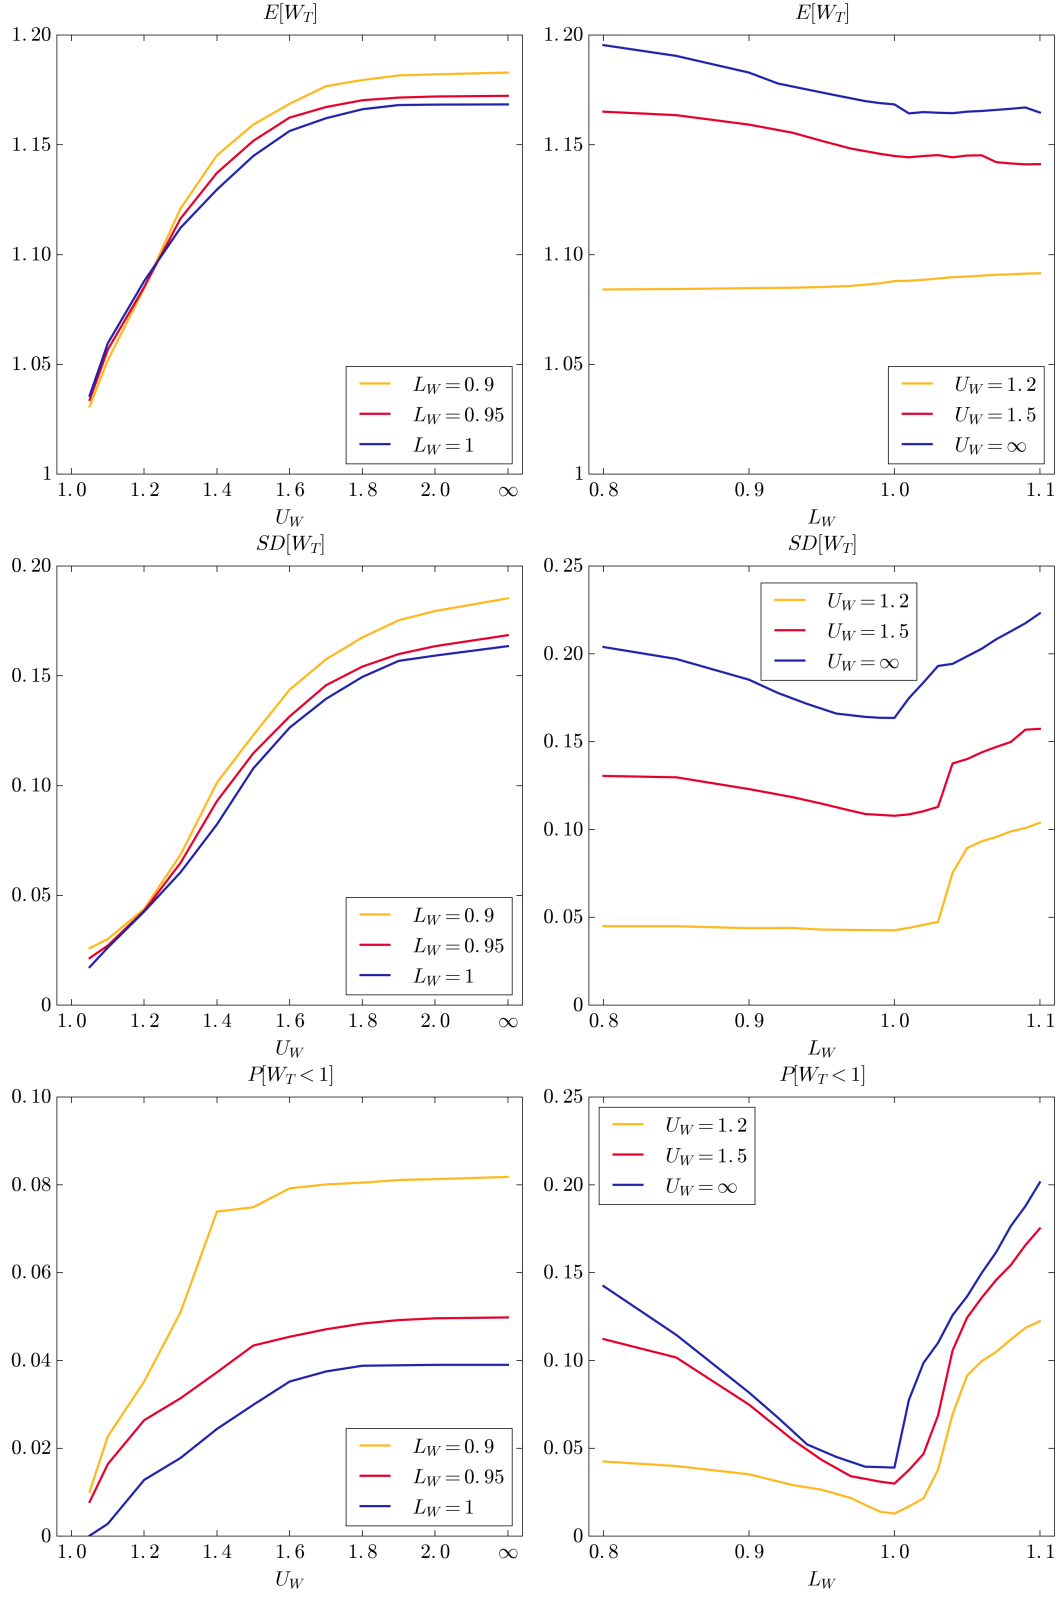 E[W_T]
1.20
1.15
1.10
1.05
1
L_W = 0.9
L_W = 0.95
L_W = 1
1.0 1.2 1.4 1.6 1.8 2.0 ∞
U_W
E[W_T]
1.20
1.15
1.10
1.05
1
U_W = 1.2
U_W = 1.5
U_W = ∞
0.8 0.9 1.0 1.1
L_W
SD[W_T]
0.20
0.15
0.10
0.05
0
L_W = 0.9
L_W = 0.95
L_W = 1
1.0 1.2 1.4 1.6 1.8 2.0 ∞
U_W
SD[W_T]
0.25
0.20
0.15
0.10
0.05
0
U_W = 1.2
U_W = 1.5
U_W = ∞
0.8 0.9 1.0 1.1
L_W
P[W_T < 1]
0.10
0.08
0.06
0.04
0.02
0
L_W = 0.9
L_W = 0.95
L_W = 1
1.0 1.2 1.4 1.6 1.8 2.0 ∞
U_W
P[W_T < 1]
0.25
0.20
0.15
0.10
0.05
0
U_W = 1.2
U_W = 1.5
U_W = ∞
0.8 0.9 1.0 1.1
L_W